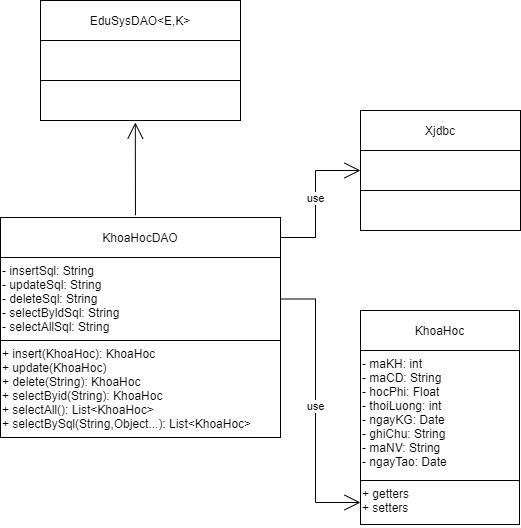 EduSysDAO<E,K>
Xjdbc
use
KhoaHocDAO
- insertSql: String
- updateSql: String
- deleteSql: String
- selectByIdSql: String
- selectAllSql: String
+ insert(KhoaHoc): KhoaHoc
+ update(KhoaHoc)
+ delete(String): KhoaHoc
+ selectByid(String): KhoaHoc
+ selectAll(): List<KhoaHoc>
+ selectBySql(String,Object...): List<KhoaHoc>
use
KhoaHoc
- maKH: int
- maCD: String
- hocPhi: Float
- thoiLuong: int
- ngayKG: Date
- ghiChu: String
- maNV: String
- ngayTao: Date
+ getters
+ setters